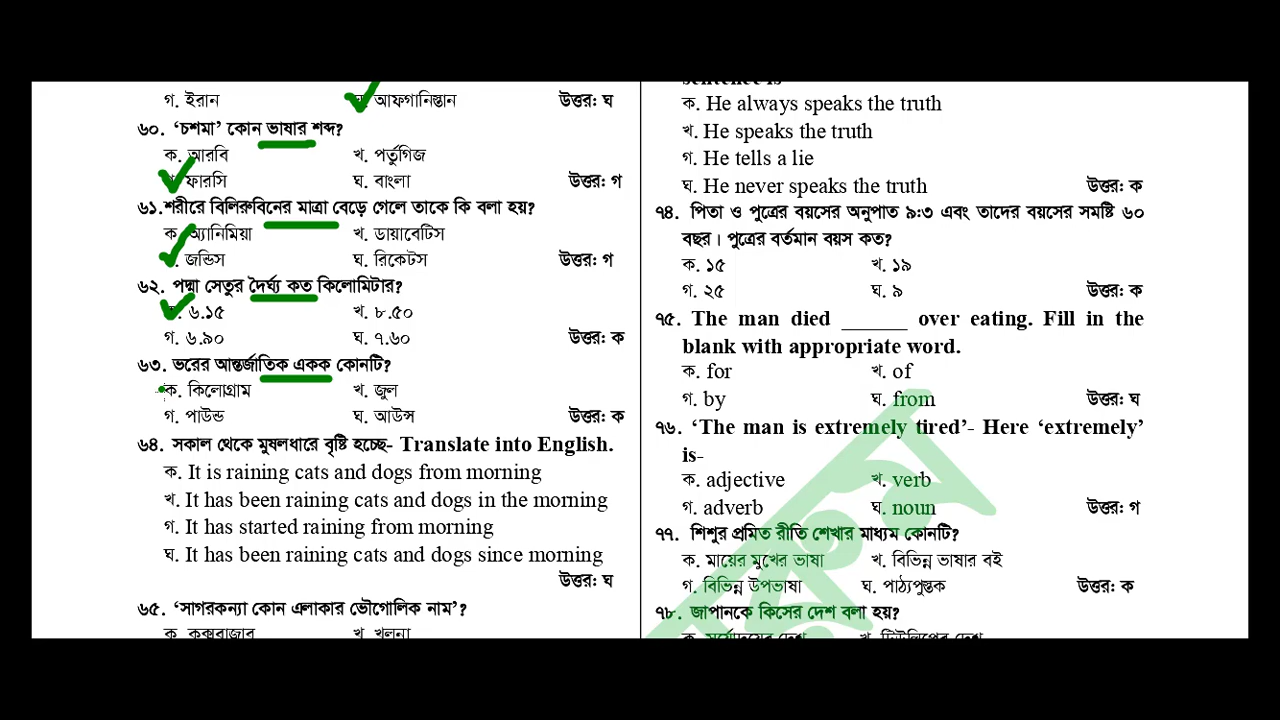 গ. ইরান ঘ. আফগানিস্তান উত্তর: ঘ
৬০. ‘চশমা’ কোন ভাষার শব্দ?
ক. আরবি খ. পর্তুগিজ
ফারসি ঘ. বাংলা উত্তর: গ
৬১.শরীরে বিলিরুবিনের মাত্রা বেড়ে গেলে তাকে কি বলা হয়?
ক. অ্যানিমিয়া খ. ডায়াবেটিস
জন্ডিস ঘ. রিকেটস উত্তর: গ
৬২. পদ্মা সেতুর দৈর্ঘ্য কত কিলোমিটার?
৬.১৫ খ. ৮.৫০
গ. ৬.৯০ ঘ. ৭.৬০ উত্তর: ক
৬৩. ভরের আন্তর্জাতিক একক কোনটি?
ক. কিলোগ্রাম খ. জুল
গ. পাউন্ড ঘ. আউন্স উত্তর: ক
৬৪. সকাল থেকে মুষলধারে বৃষ্টি হচ্ছে- Translate into English.
ক. It is raining cats and dogs from morning
খ. It has been raining cats and dogs in the morning
গ. It has started raining from morning
ঘ. It has been raining cats and dogs since morning
উত্তর: ঘ
৬৫. ‘সাগরকন্যা কোন এলাকার ভৌগোলিক নাম’?
ক. কক্সবাজার খ. খুলনা
sentence is
ক. He always speaks the truth
খ. He speaks the truth
গ. He tells a lie
ঘ. He never speaks the truth উত্তর: ক
৭৪. পিতা ও পুত্রের বয়সের অনুপাত ৯:৩ এবং তাদের বয়সের সমষ্টি ৬০
বছর। পুত্রের বর্তমান বয়স কত?
ক. ১৫ খ. ১৯
গ. ২৫ ঘ. ৯ উত্তর: ক
৭৫. The man died ______ over eating. Fill in the
blank with appropriate word.
ক. for খ. of
গ. by ঘ. from উত্তর: ঘ
৭৬. ‘The man is extremely tired’- Here ‘extremely’
is-
ক. adjective খ. verb
গ. adverb ঘ. noun উত্তর: গ
৭৭. শিশুর প্রমিত রীতি শেখার মাধ্যম কোনটি?
ক. মায়ের মুখের ভাষা খ. বিভিন্ন ভাষার বই
গ. বিভিন্ন উপভাষা ঘ. পাঠ্যপুস্তক উত্তর: ক
৭৮. জাপানকে কিসের দেশ বলা হয়?
ক. সূর্যোদয়ের দেশ খ. টিউলিপের দেশ